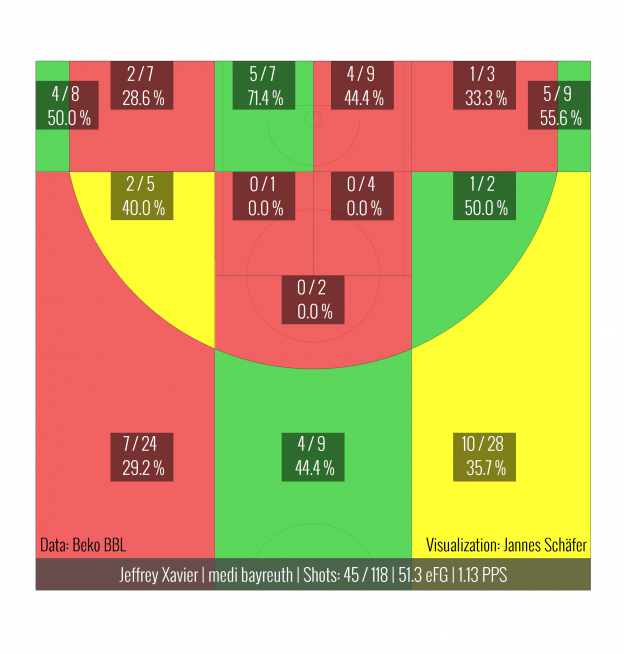 2 / 7
28.6 %
5 / 7
71.4 %
4 / 9
44.4 %
1 / 3
33.3 %
4 / 8
50.0 %
5 / 9
55.6 %
2 / 5
40.0 %
0 / 1
0.0 %
0 / 4
0.0 %
1 / 2
50.0 %
0 / 2
0.0 %
7 / 24
29.2 %
4 / 9
44.4 %
10 / 28
35.7 %
Data: Beko BBL
Visualization: Jannes Schäfer
Jeffrey Xavier | medi bayreuth | Shots: 45 / 118 | 51.3 eFG | 1.13 PPS